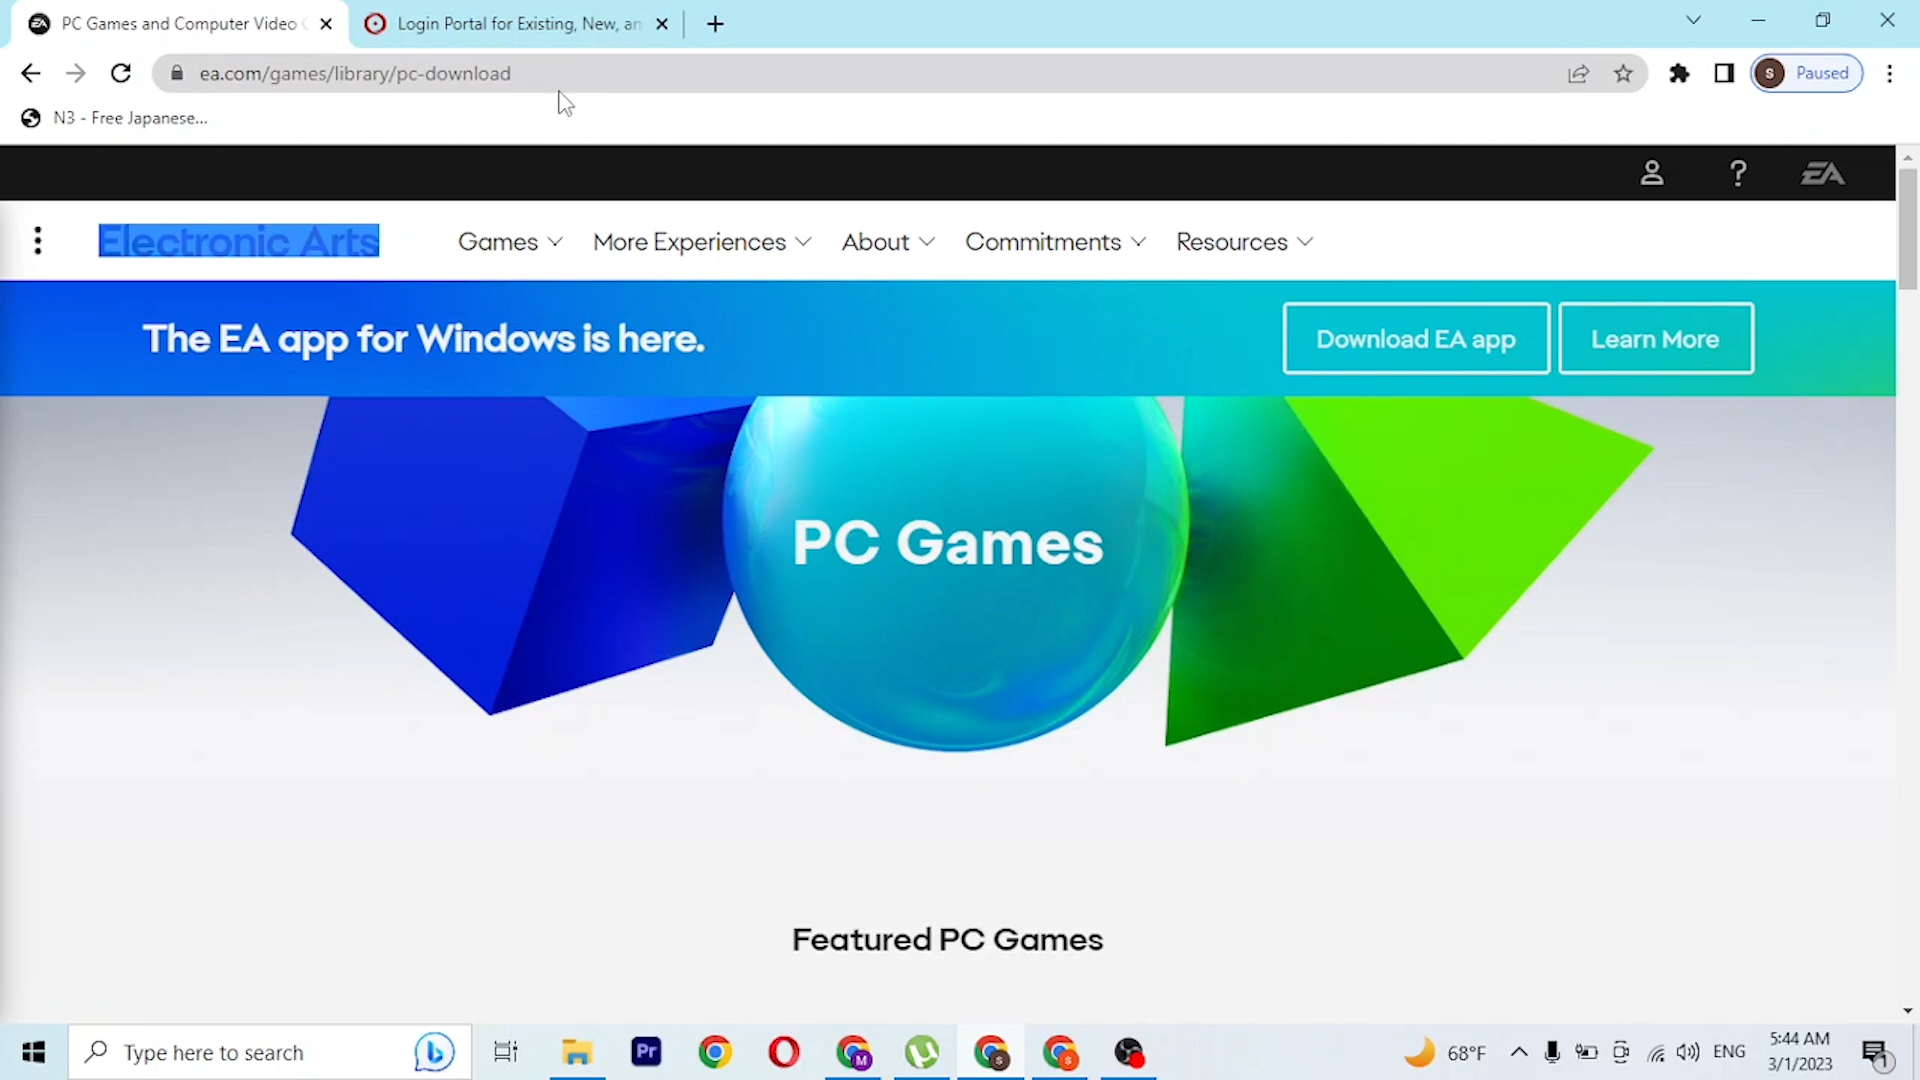 PC Games and Computer Video
Login Portal for Existing, New, an
ea.com/games/library/pc-download
S
Paused
N3 - Free Japanese...
?
EA
Electronic Arts
Games
More Experiences
About
Commitments
Resources
The EA app for Windows is here.
Download EA app
Learn More
PC Games
Featured PC Games
Type here to search
Pr
M
S
S
68°F
ENG
5:44 AM
3/1/2023
1